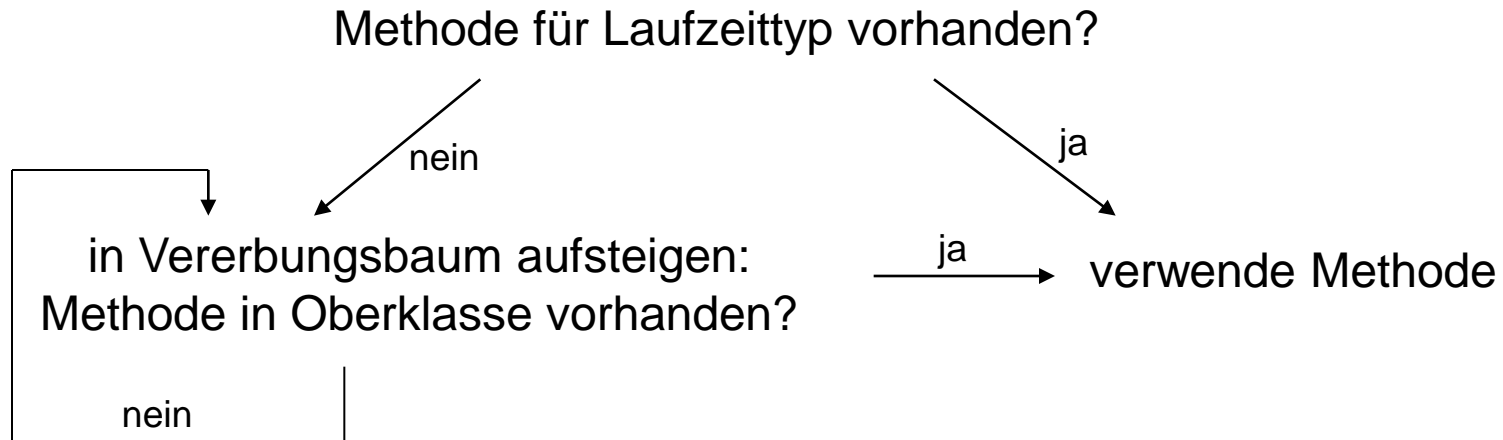 Methode für Laufzeittyp vorhanden?
nein
ja
in Vererbungsbaum aufsteigen:
Methode in Oberklasse vorhanden?
ja
verwende Methode
nein